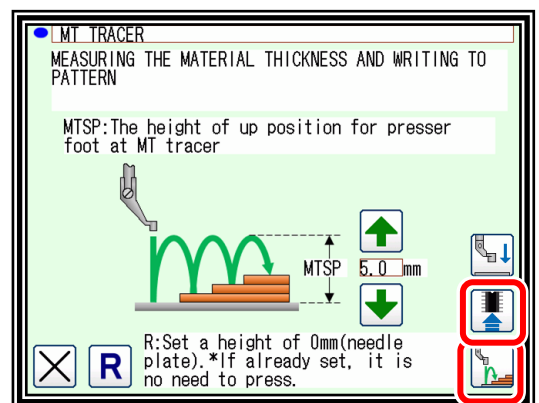 MT TRACER
MEASURING THE MATERIAL THICKNESS AND WRITING TO
PATTERN
MTSP:The height of up position for presser
foot at MT tracer
MTSP 5.0 mm
R R:Set a height of 0mm(needle
plate).*If already set, it is
no need to press.